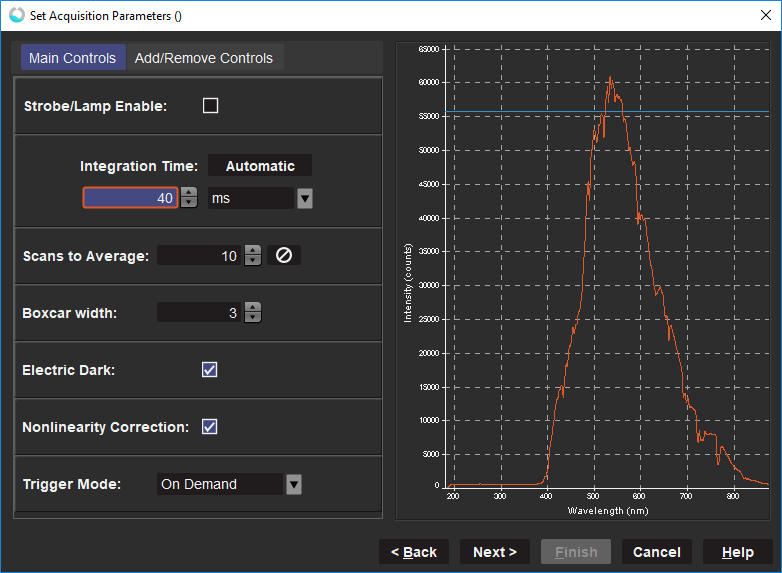 Set Acquisition Parameters ()
Main Controls Add/Remove Controls
Strobe/Lamp Enable:
Integration Time: Automatic
40 ms
Scans to Average: 10
Boxcar width: 3
Electric Dark:
Nonlinearity Correction:
Trigger Mode: On Demand
Intensity (counts)
65000
60000
55000
50000
45000
40000
35000
30000
25000
20000
15000
10000
5000
0
200 300 400 500 600 700 800
Wavelength (nm)
< Back Next > Finish Cancel Help